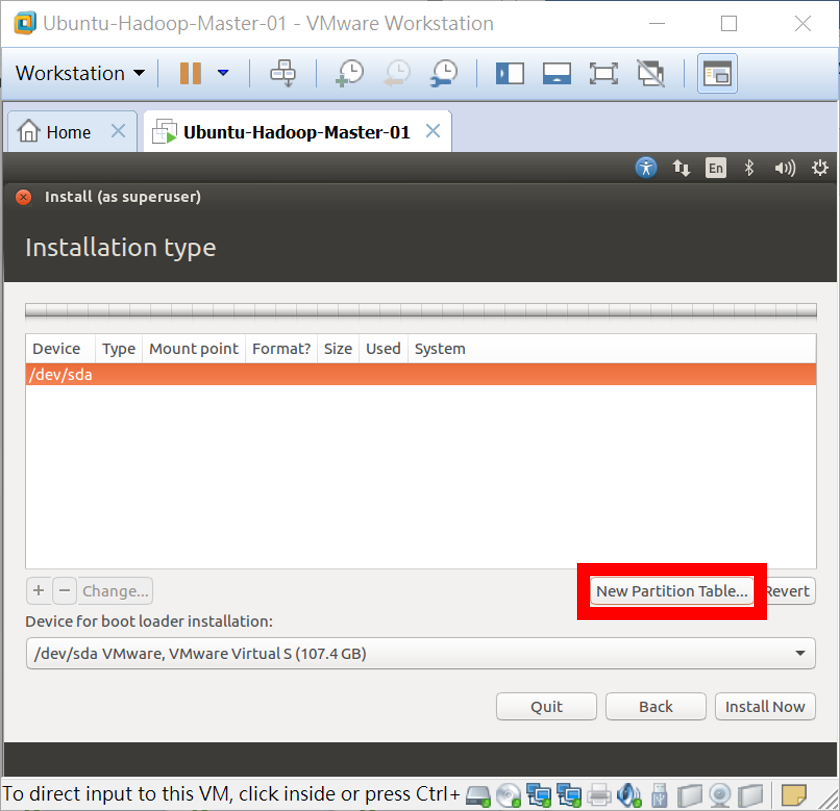 Ubuntu-Hadoop-Master-01 - VMware Workstation
Workstation
Home
Ubuntu-Hadoop-Master-01
En
Install (as superuser)
Installation type
Device Type Mount point Format? Size Used System
/dev/sda
+ − Change... New Partition Table... Revert
Device for boot loader installation:
/dev/sda VMware, VMware Virtual S (107.4 GB)
Quit Back Install Now
To direct input to this VM, click inside or press Ctrl+